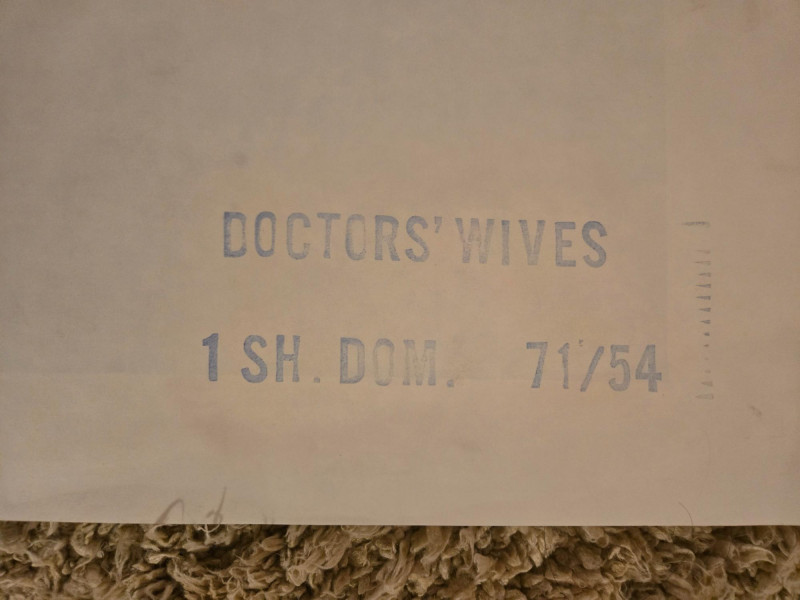 DOCTORS' WIVES
1 SH. DOM. 71/54